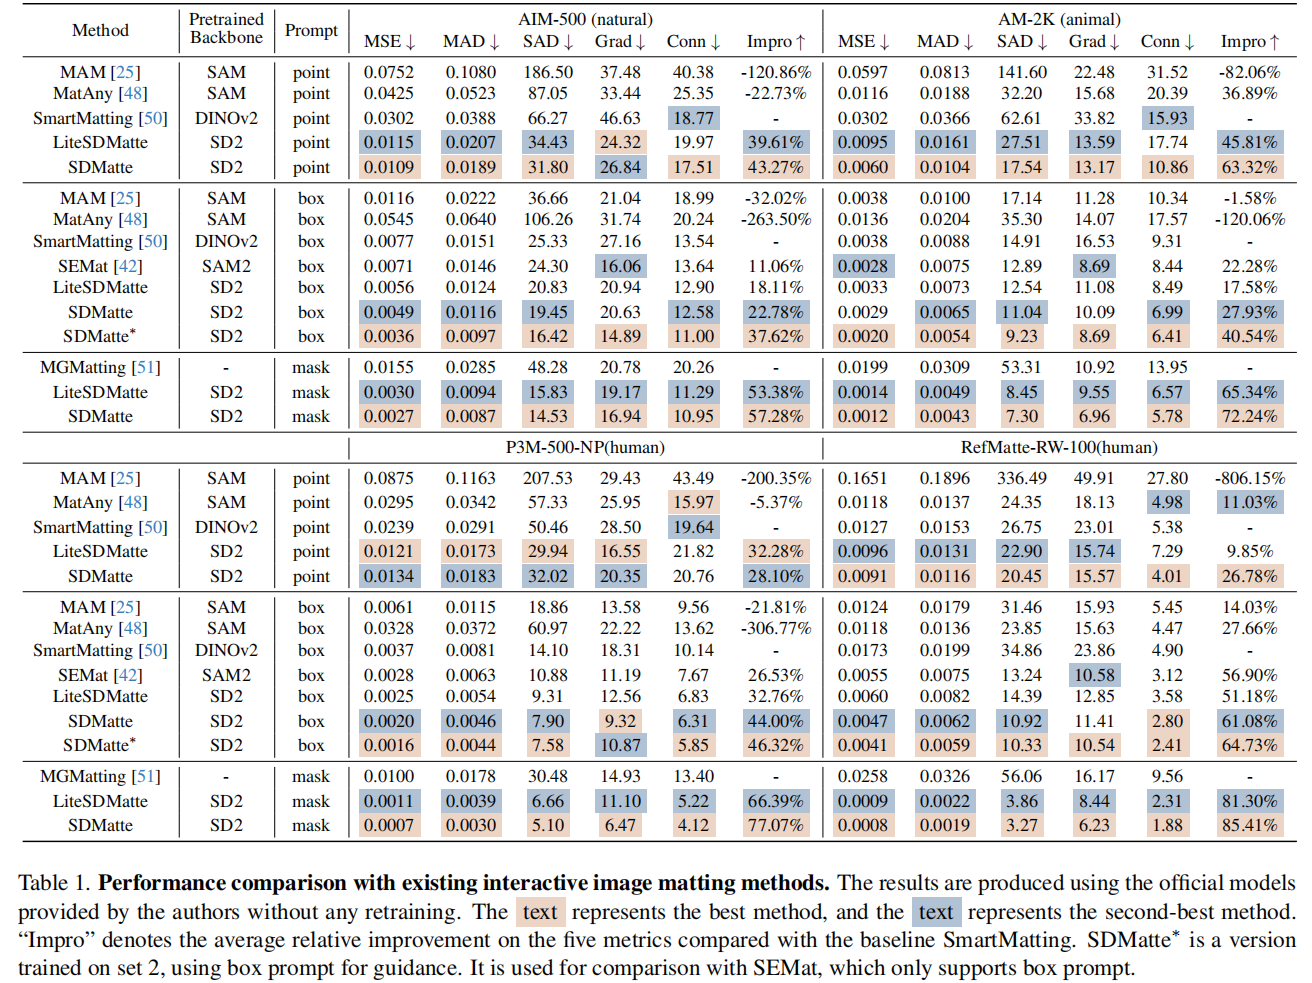 Method Pretrained Backbone Prompt AIM-500 (natural) AM-2K (animal)
MSE ↓ MAD ↓ SAD ↓ Grad ↓ Conn ↓ Impro ↑ MSE ↓ MAD ↓ SAD ↓ Grad ↓ Conn ↓ Impro ↑
MAM [25] SAM point 0.0752 0.1080 186.50 37.48 40.38 -120.86% 0.0597 0.0813 141.60 22.48 31.52 -82.06%
MatAny [48] SAM point 0.0425 0.0523 87.05 33.44 25.35 -22.73% 0.0116 0.0188 32.20 15.68 20.39 36.89%
SmartMatting [50] DINOv2 point 0.0302 0.0388 66.27 46.63 18.77 - 0.0302 0.0366 62.61 33.82 15.93 -
LiteSDMatte SD2 point 0.0115 0.0207 34.43 24.32 19.97 39.61% 0.0095 0.0161 27.51 13.59 17.74 45.81%
SDMatte SD2 point 0.0109 0.0189 31.80 26.84 17.51 43.27% 0.0060 0.0104 17.54 13.17 10.86 63.32%
MAM [25] SAM box 0.0116 0.0222 36.66 21.04 18.99 -32.02% 0.0038 0.0100 17.14 11.28 10.34 -1.58%
MatAny [48] SAM box 0.0545 0.0640 106.26 31.74 20.24 -263.50% 0.0136 0.0204 35.30 14.07 17.57 -120.06%
SmartMatting [50] DINOv2 box 0.0077 0.0151 25.33 27.16 13.54 - 0.0038 0.0088 14.91 16.53 9.31 -
SEMat [42] SAM2 box 0.0071 0.0146 24.30 16.06 13.64 11.06% 0.0028 0.0075 12.89 8.69 8.44 22.28%
LiteSDMatte SD2 box 0.0056 0.0124 20.83 20.94 12.90 18.11% 0.0033 0.0073 12.54 11.08 8.49 17.58%
SDMatte SD2 box 0.0049 0.0116 19.45 20.63 12.58 22.78% 0.0029 0.0065 11.04 10.09 6.99 27.93%
SDMatte* SD2 box 0.0036 0.0097 16.42 14.89 11.00 37.62% 0.0020 0.0054 9.23 8.69 6.41 40.54%
MGMatting [51] - mask 0.0155 0.0285 48.28 20.78 20.26 - 0.0199 0.0309 53.31 10.92 13.95 -
LiteSDMatte SD2 mask 0.0030 0.0094 15.83 19.17 11.29 53.38% 0.0014 0.0049 8.45 9.55 6.57 65.34%
SDMatte SD2 mask 0.0027 0.0087 14.53 16.94 10.95 57.28% 0.0012 0.0043 7.30 6.96 5.78 72.24%
P3M-500-NP(human) RefMatte-RW-100(human)
MAM [25] SAM point 0.0875 0.1163 207.53 29.43 43.49 -200.35% 0.1651 0.1896 336.49 49.91 27.80 -806.15%
MatAny [48] SAM point 0.0295 0.0342 57.33 25.95 15.97 -5.37% 0.0118 0.0137 24.35 18.13 4.98 11.03%
SmartMatting [50] DINOv2 point 0.0239 0.0291 50.46 28.50 19.64 - 0.0127 0.0153 26.75 23.01 5.38 -
LiteSDMatte SD2 point 0.0121 0.0173 29.94 16.55 21.82 32.28% 0.0096 0.0131 22.90 15.74 7.29 9.85%
SDMatte SD2 point 0.0134 0.0183 32.02 20.35 20.76 28.10% 0.0091 0.0116 20.45 15.57 4.01 26.78%
MAM [25] SAM box 0.0061 0.0115 18.86 13.58 9.56 -21.81% 0.0124 0.0179 31.46 15.93 5.45 14.03%
MatAny [48] SAM box 0.0328 0.0372 60.97 22.22 13.62 -306.77% 0.0118 0.0136 23.85 15.63 4.47 27.66%
SmartMatting [50] DINOv2 box 0.0037 0.0081 14.10 18.31 10.14 - 0.0173 0.0199 34.86 23.86 4.90 -
SEMat [42] SAM2 box 0.0028 0.0063 10.88 11.19 7.67 26.53% 0.0055 0.0075 13.24 10.58 3.12 56.90%
LiteSDMatte SD2 box 0.0025 0.0054 9.31 12.56 6.83 32.76% 0.0060 0.0082 14.39 12.85 3.58 51.18%
SDMatte SD2 box 0.0020 0.0046 7.90 9.32 6.31 44.00% 0.0047 0.0062 10.92 11.41 2.80 61.08%
SDMatte* SD2 box 0.0016 0.0044 7.58 10.87 5.85 46.32% 0.0041 0.0059 10.33 10.54 2.41 64.73%
MGMatting [51] - mask 0.0100 0.0178 30.48 14.93 13.40 - 0.0258 0.0326 56.06 16.17 9.56 -
LiteSDMatte SD2 mask 0.0011 0.0039 6.66 11.10 5.22 66.39% 0.0009 0.0022 3.86 8.44 2.31 81.30%
SDMatte SD2 mask 0.0007 0.0030 5.10 6.47 4.12 77.07% 0.0008 0.0019 3.27 6.23 1.88 85.41%
Table 1. Performance comparison with existing interactive image matting methods. The results are produced using the official models
provided by the authors without any retraining. The text represents the best method, and the text represents the second-best method.
“Impro” denotes the average relative improvement on the five metrics compared with the baseline SmartMatting. SDMatte* is a version
trained on set 2, using box prompt for guidance. It is used for comparison with SEMat, which only supports box prompt.